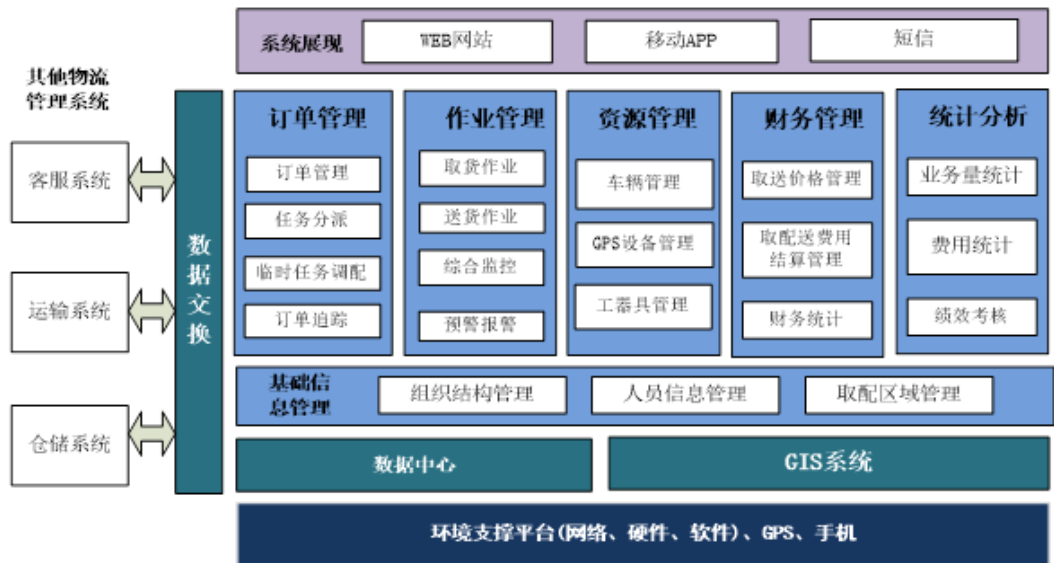 系统展现
WEB网站
移动APP
短信
其他物流
管理系统
客服系统
运输系统
仓储系统
数据交换
订单管理
订单管理
任务分派
临时任务调配
订单追踪
作业管理
取货作业
送货作业
综合监控
预警报警
资源管理
车辆管理
GPS设备管理
工器具管理
财务管理
取送价格管理
取配送费用
结算管理
财务统计
统计分析
业务量统计
费用统计
绩效考核
基础信
息管理
组织结构管理
人员信息管理
取配区域管理
数据中心
GIS系统
环境支撑平台(网络、硬件、软件)、GPS、手机